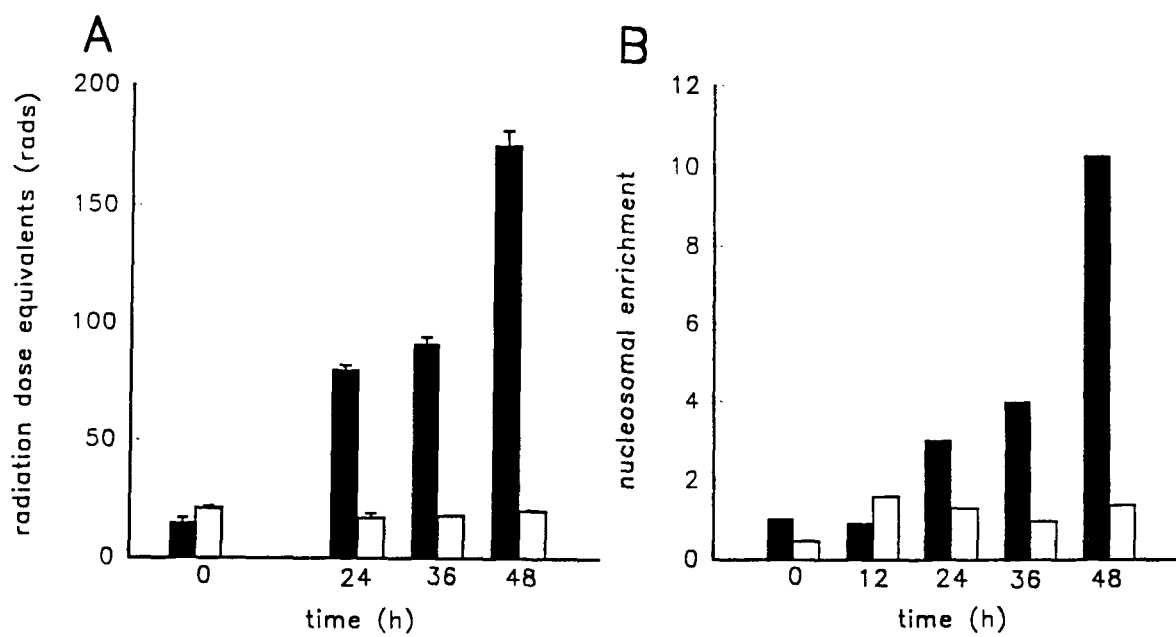 A
radiation dose equivalents (rads)
200
150
100
50
0
0 24 36 48
time (h)
B
nucleosomal enrichment
12
10
8
6
4
2
0
0 12 24 36 48
time (h)